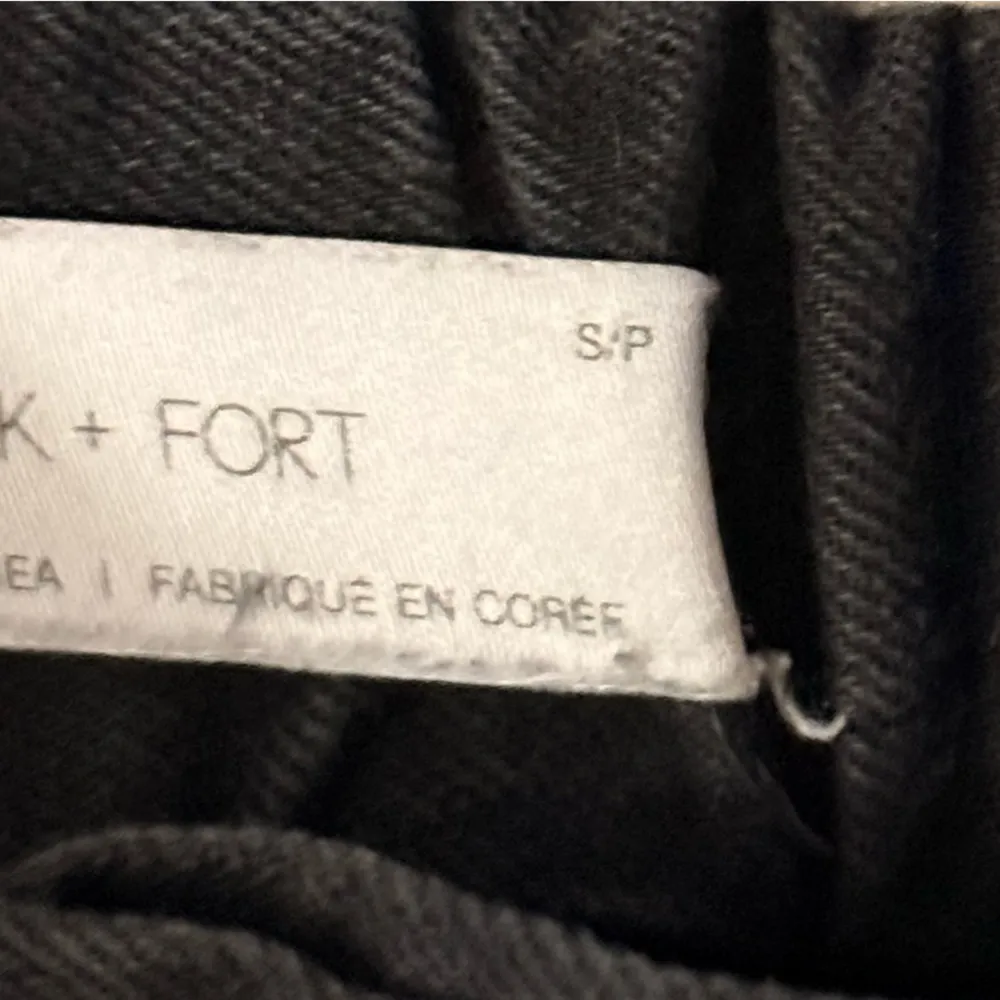 S/P
K + FORT
EA | FABRIQUÉ EN CORÉE